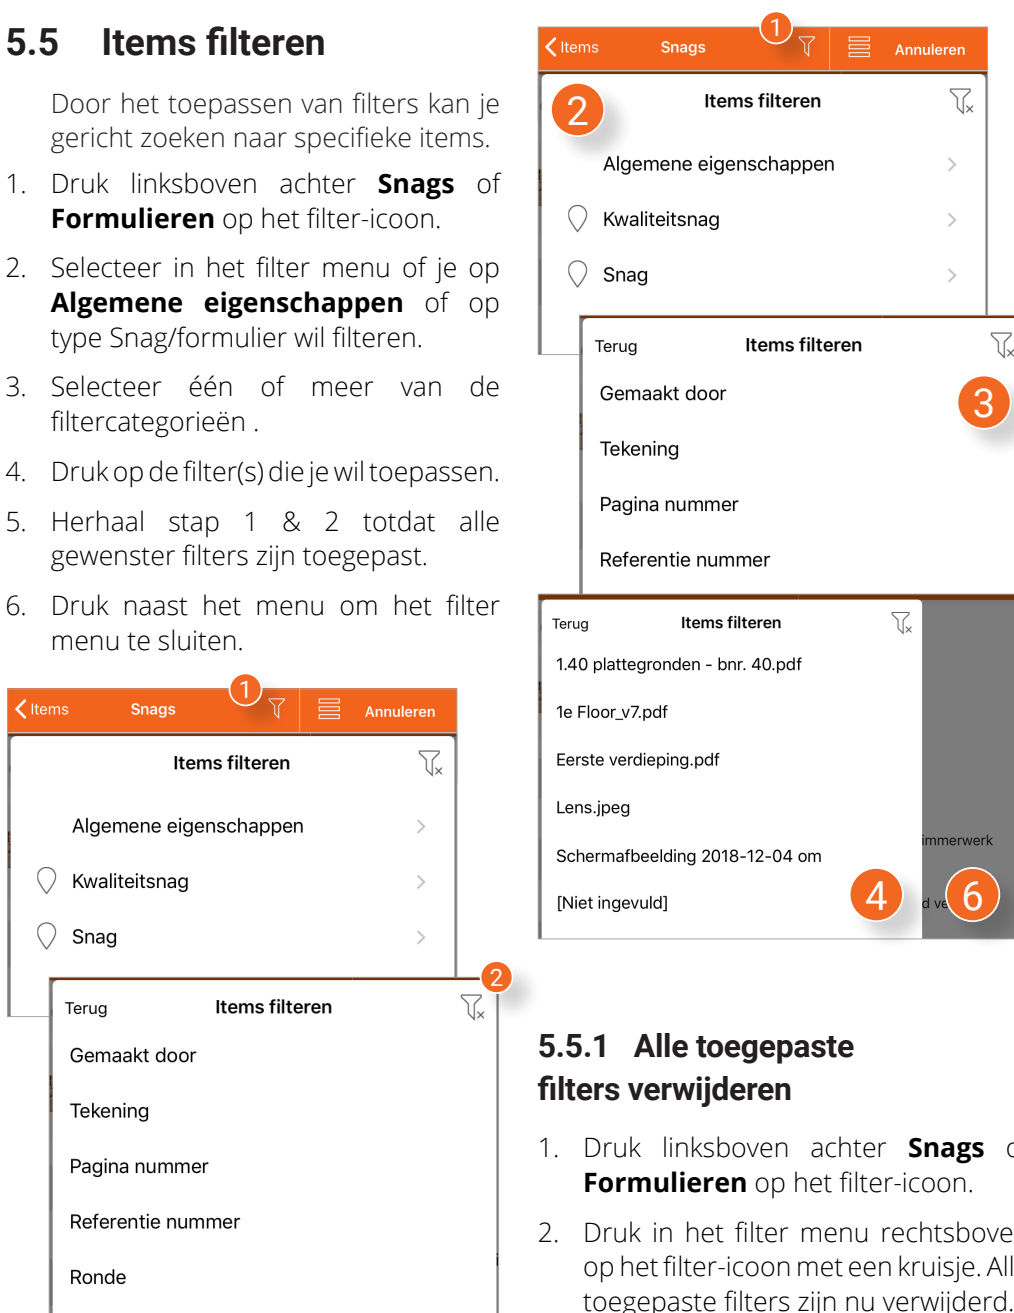 5.5 Items filteren
Door het toepassen van filters kan je
gericht zoeken naar specifieke items.
1. Druk linksboven achter Snags of
Formulieren op het filter-icoon.
2. Selecteer in het filter menu of je op
Algemene eigenschappen of op
type Snag/formulier wil filteren.
3. Selecteer één of meer van de
filtercategorieën .
4. Druk op de filter(s) die je wil toepassen.
5. Herhaal stap 1 & 2 totdat alle
gewenster filters zijn toegepast.
6. Druk naast het menu om het filter
menu te sluiten.
1
Items Snags Annuleren
Items filteren
Algemene eigenschappen
Kwaliteitsnag
Snag
2
Terug Items filteren
Gemaakt door
Tekening
Pagina nummer
Referentie nummer
Ronde
1
Items Snags Annuleren
2
Items filteren
Algemene eigenschappen
Kwaliteitsnag
Snag
Terug Items filteren
3
Gemaakt door
Tekening
Pagina nummer
Referentie nummer
Terug Items filteren
1.40 plattegronden - bnr. 40.pdf
1e Floor_v7.pdf
Eerste verdieping.pdf
Lens.jpeg
immerwerk
Schermafbeelding 2018-12-04 om
[Niet ingevuld]
4
d ve
6
5.5.1 Alle toegepaste
filters verwijderen
1. Druk linksboven achter Snags o
Formulieren op het filter-icoon.
2. Druk in het filter menu rechtsbove
op het filter-icoon met een kruisje. All
toegepaste filters zijn nu verwijderd.